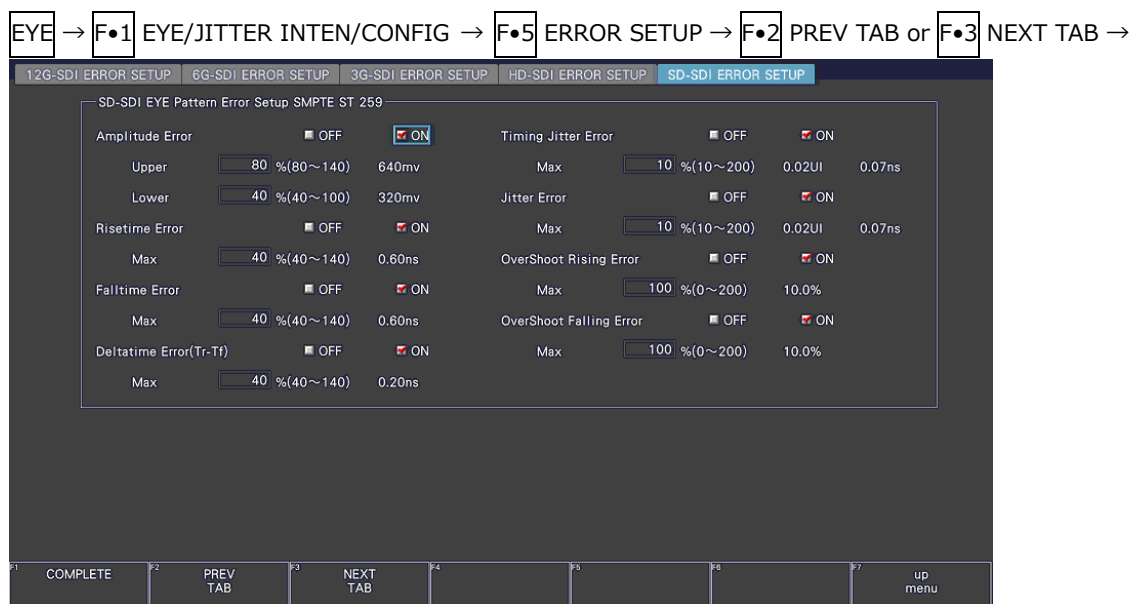 EYE → F•1 EYE/JITTER INTEN/CONFIG → F•5 ERROR SETUP → F•2 PREV TAB or F•3 NEXT TAB →
12G-SDI ERROR SETUP 6G-SDI ERROR SETUP 3G-SDI ERROR SETUP HD-SDI ERROR SETUP SD-SDI ERROR SETUP
SD-SDI EYE Pattern Error Setup SMPTE ST 259
Amplitude Error OFF ON
Upper 80 %(80~140) 640mv
Lower 40 %(40~100) 320mv
Risetime Error OFF ON
Max 40 %(40~140) 0.60ns
Falltime Error OFF ON
Max 40 %(40~140) 0.60ns
Deltatime Error(Tr-Tf) OFF ON
Max 40 %(40~140) 0.20ns
Timing Jitter Error OFF ON
Max 10 %(10~200) 0.02UI 0.07ns
Jitter Error OFF ON
Max 10 %(10~200) 0.02UI 0.07ns
OverShoot Rising Error OFF ON
Max 100 %(0~200) 10.0%
OverShoot Falling Error OFF ON
Max 100 %(0~200) 10.0%
F1 COMPLETE
F2 PREV
TAB
F3 NEXT
TAB
F4
F5
F6
F7 up
menu